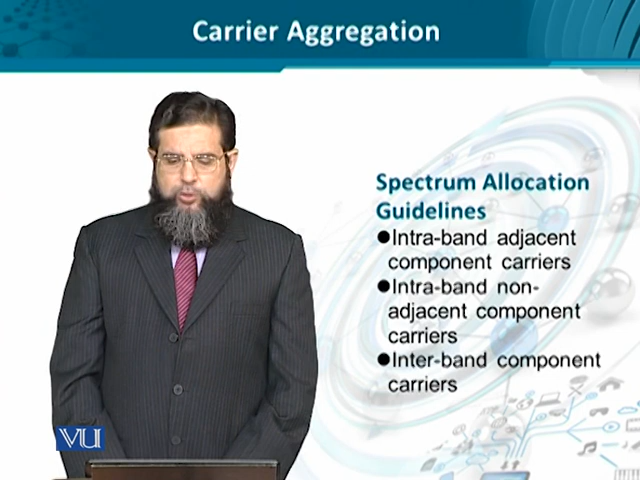 Carrier Aggregation
Spectrum Allocation
Guidelines
●Intra-band adjacent
component carriers
●Intra-band non-
adjacent component
carriers
●Inter-band component
carriers
VU